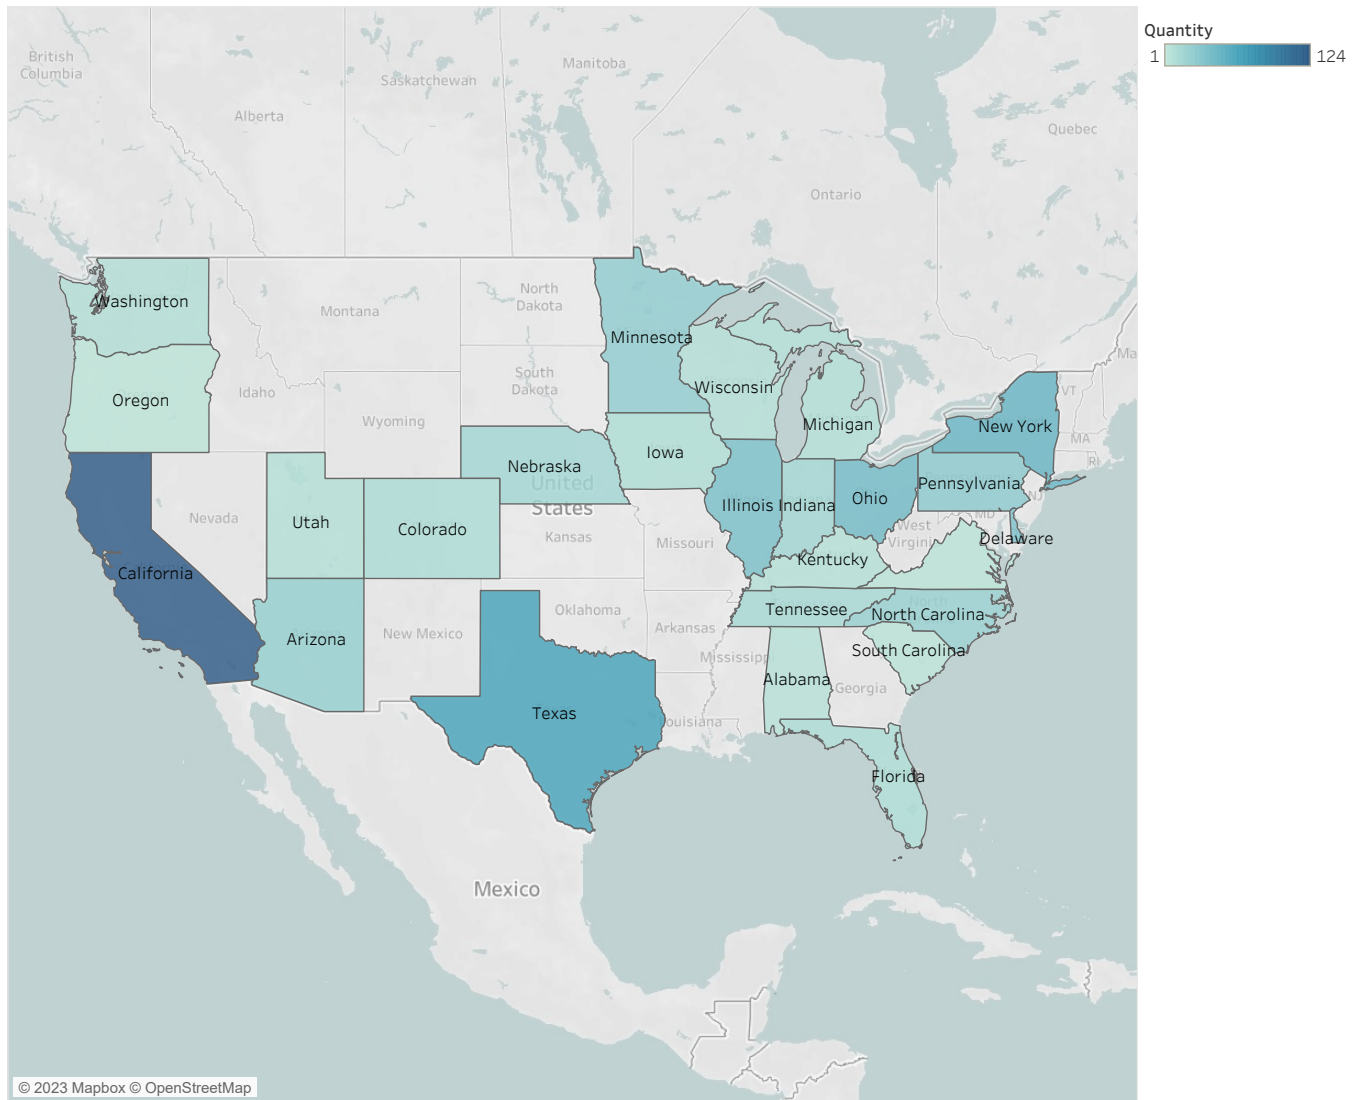 Quantity
1
124
British
Columbia
Alberta
Saskatchewan
Manitoba
Ontario
Quebec
Washington
Montana
North
Dakota
Minnesota
Oregon
Idaho
South
Dakota
Wyoming
Wisconsin
Michigan
New York
VT
Ma
MA
RI
Iowa
Nebraska
United
States
Illinois
Indiana
Ohio
Pennsylvania
NJ
MD
Nevada
Utah
Colorado
Kansas
Missouri
West
Virgini
Delaware
California
Kentucky
Arizona
New Mexico
Oklahoma
Arkansas
Tennessee
North
North Carolina
South Carolina
Mississippi
Alabama
Georgia
Texas
ouisiana
Florida
Mexico
© 2023 Mapbox © OpenStreetMap